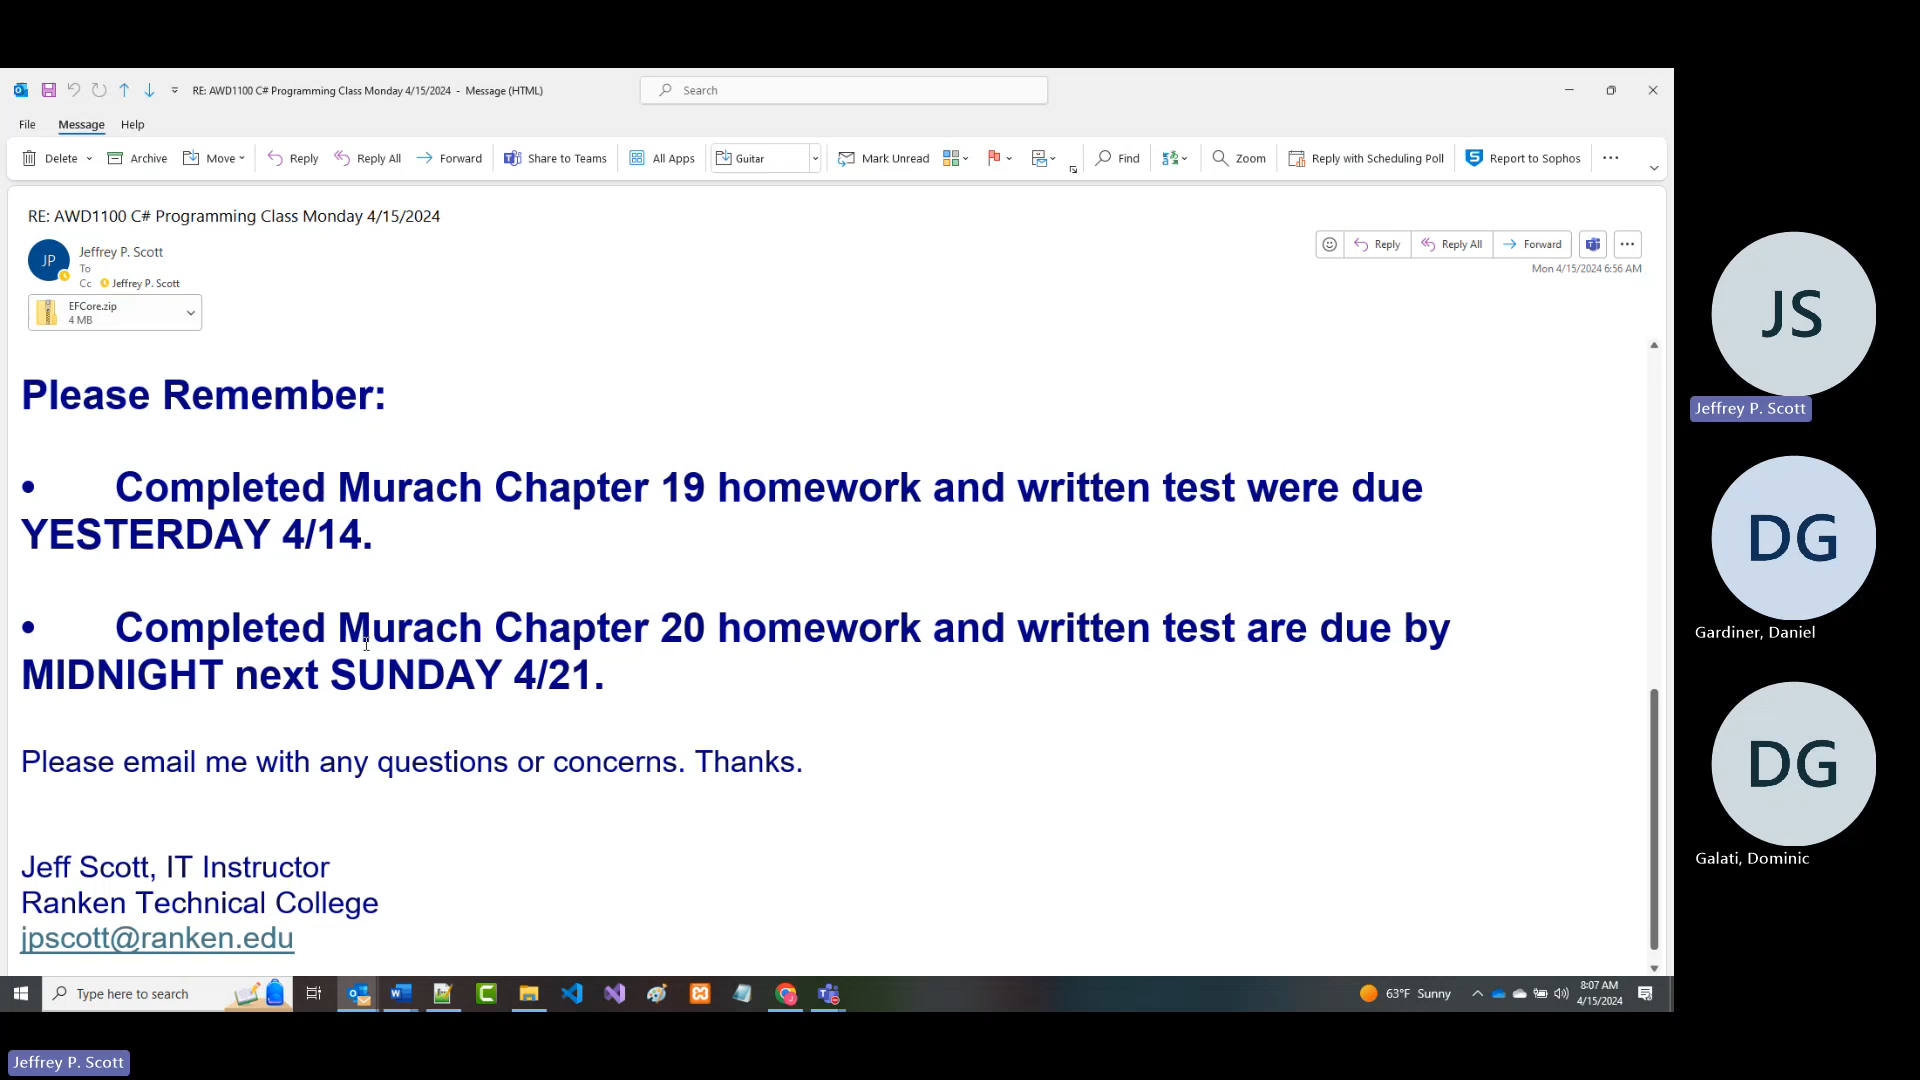 RE: AWD1100 C# Programming Class Monday 4/15/2024 - Message (HTML)
Search
File Message Help
Delete Archive Move Reply Reply All Forward Share to Teams All Apps Guitar Mark Unread Find Zoom Reply with Scheduling Poll Report to Sophos
RE: AWD1100 C# Programming Class Monday 4/15/2024
JP
Jeffrey P. Scott
To
Cc Jeffrey P. Scott
Reply Reply All Forward
Mon 4/15/2024 6:56 AM
EFCore.zip
4 MB
Please Remember:
• Completed Murach Chapter 19 homework and written test were due
YESTERDAY 4/14.
• Completed Murach Chapter 20 homework and written test are due by
MIDNIGHT next SUNDAY 4/21.
Please email me with any questions or concerns. Thanks.
Jeff Scott, IT Instructor
Ranken Technical College
jpscott@ranken.edu
Type here to search
63°F Sunny
8:07 AM
4/15/2024
JS
Jeffrey P. Scott
DG
Gardiner, Daniel
DG
Galati, Dominic
Jeffrey P. Scott